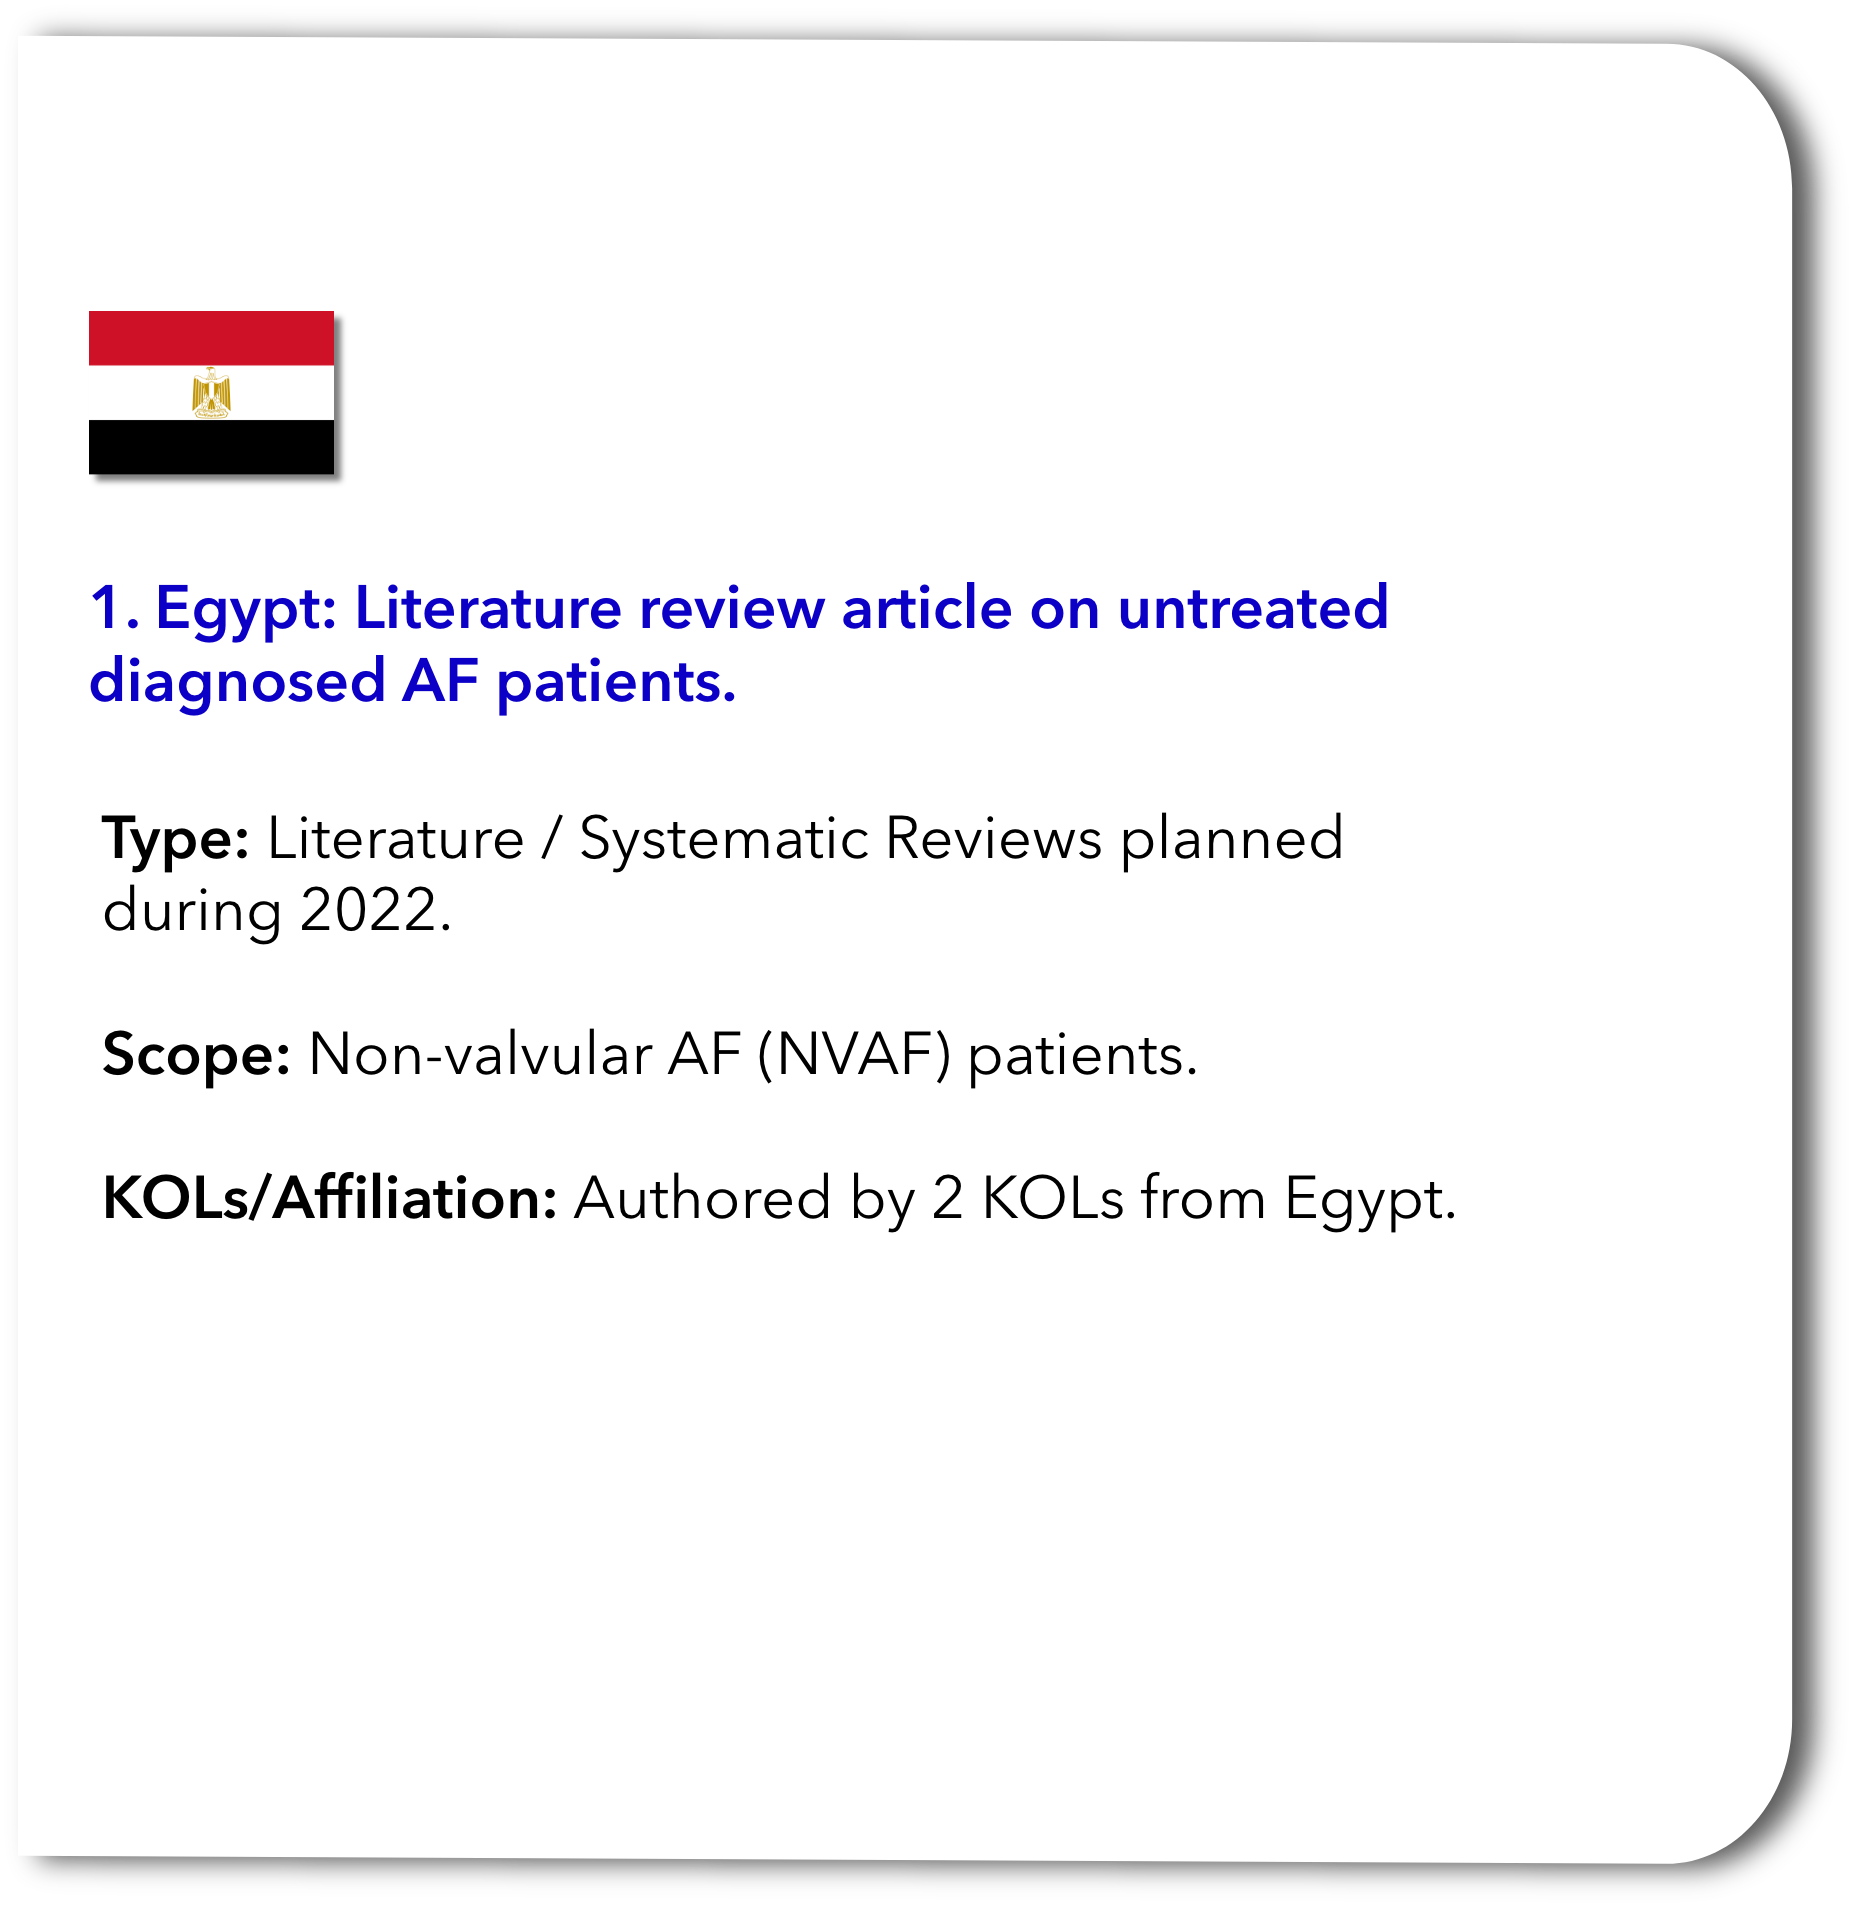 1. Egypt: Literature review article on untreated
diagnosed AF patients.
Type: Literature / Systematic Reviews planned
during 2022.
Scope: Non-valvular AF (NVAF) patients.
KOLs/Affiliation: Authored by 2 KOLs from Egypt.